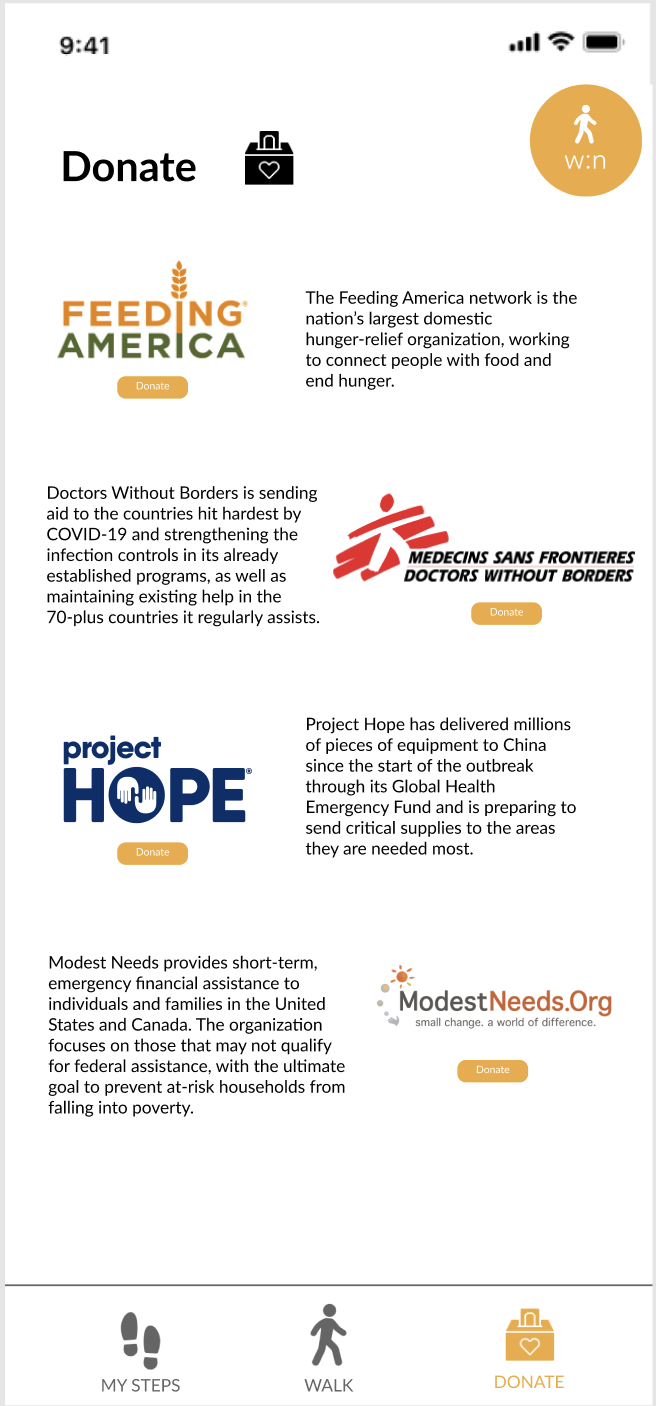 9:41
Donate
w:n
FEEDING®
AMERICA
Donate
The Feeding America network is the
nation's largest domestic
hunger-relief organization, working
to connect people with food and
end hunger.
Doctors Without Borders is sending
aid to the countries hit hardest by
COVID-19 and strengthening the
infection controls in its already
established programs, as well as
maintaining existing help in the
70-plus countries it regularly assists.
MEDECINS SANS FRONTIERES
DOCTORS WITHOUT BORDERS
Donate
project
HOPE®
Donate
Project Hope has delivered millions
of pieces of equipment to China
since the start of the outbreak
through its Global Health
Emergency Fund and is preparing to
send critical supplies to the areas
they are needed most.
Modest Needs provides short-term,
emergency financial assistance to
individuals and families in the United
States and Canada. The organization
focuses on those that may not qualify
for federal assistance, with the ultimate
goal to prevent at-risk households from
falling into poverty.
ModestNeeds.Org
small change. a world of difference.
Donate
MY STEPS
WALK
DONATE